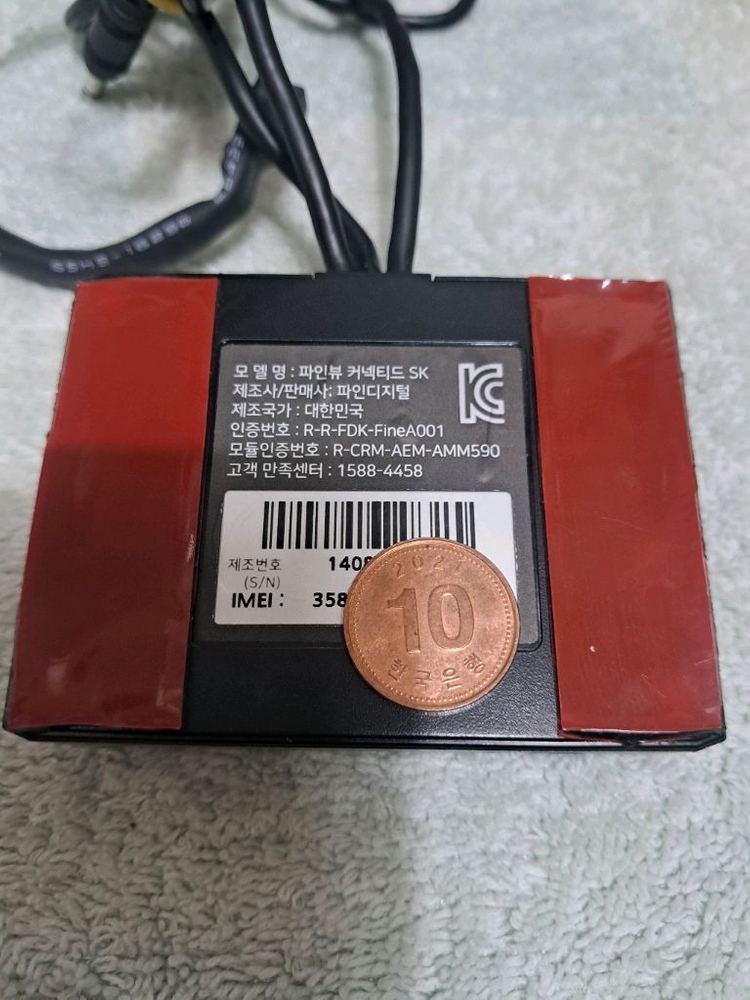 모 델 명 : 파인뷰 커넥티드 SK
제조사/판매사: 파인디지털
제조국가 : 대한민국
인증번호 : R-R-FDK-FineA001
모듈인증번호 : R-CRM-AEM-AMM590
고객 만족센터 : 1588-4458
KC
제조번호 1408
(S/N)
IMEI : 358
2021
10
한국은행